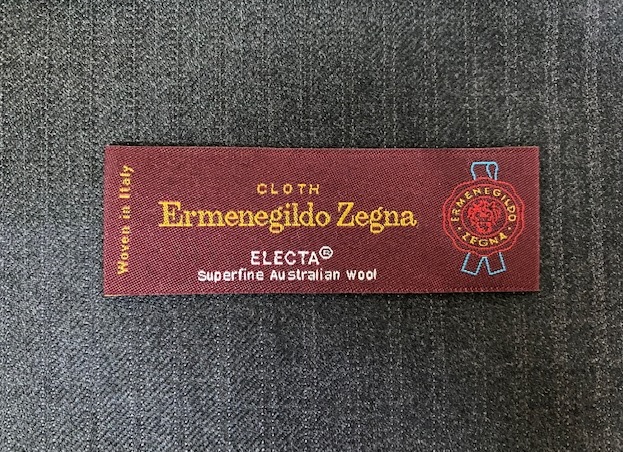 Woven in Italy
CLOTH
Ermenegildo Zegna
ELECTA®
Superfine Australian Wool
ERMENEGILDO
· ZEGNA ·